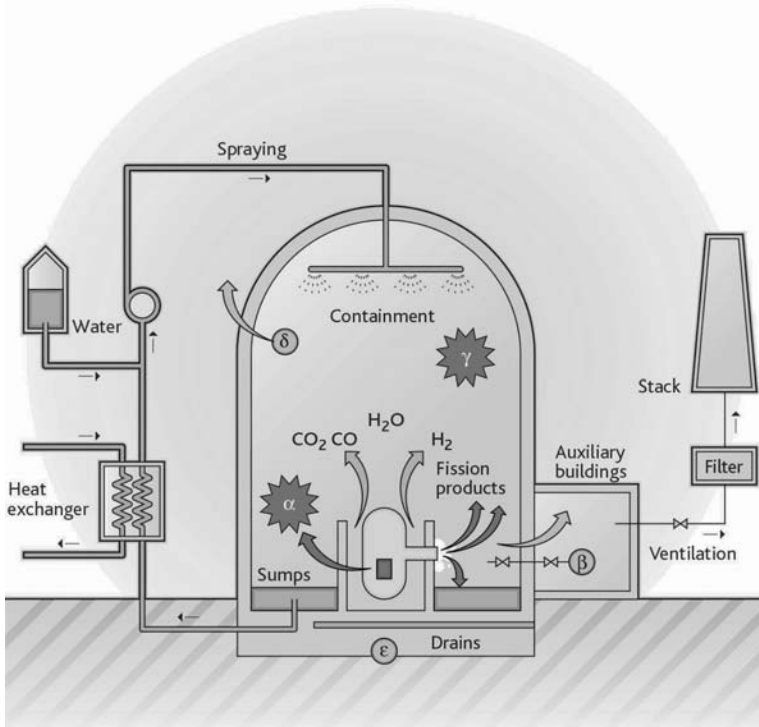 Spraying
Water
δ
Containment
γ
Stack
H₂O
CO₂ CO
H₂
Auxiliary
buildings
Fission
products
Filter
Heat
exchanger
α
Ventilation
Sumps
β
Drains
ε